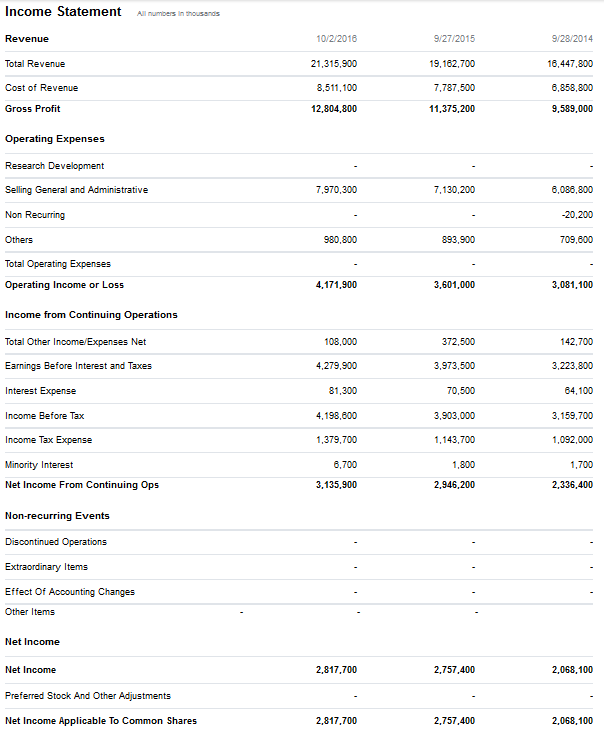 Income Statement All numbers in thousands
Revenue 10/2/2016 9/27/2015 9/28/2014
Total Revenue 21,315,900 19,162,700 16,447,800
Cost of Revenue 8,511,100 7,787,500 6,858,800
Gross Profit 12,804,800 11,375,200 9,589,000
Operating Expenses
Research Development - - -
Selling General and Administrative 7,970,300 7,130,200 6,086,800
Non Recurring - - -20,200
Others 980,800 893,900 709,600
Total Operating Expenses - - -
Operating Income or Loss 4,171,900 3,601,000 3,081,100
Income from Continuing Operations
Total Other Income/Expenses Net 108,000 372,500 142,700
Earnings Before Interest and Taxes 4,279,900 3,973,500 3,223,800
Interest Expense 81,300 70,500 64,100
Income Before Tax 4,198,600 3,903,000 3,159,700
Income Tax Expense 1,379,700 1,143,700 1,092,000
Minority Interest 6,700 1,800 1,700
Net Income From Continuing Ops 3,135,900 2,946,200 2,336,400
Non-recurring Events
Discontinued Operations - - -
Extraordinary Items - - -
Effect Of Accounting Changes - - -
Other Items - - -
Net Income
Net Income 2,817,700 2,757,400 2,068,100
Preferred Stock And Other Adjustments - - -
Net Income Applicable To Common Shares 2,817,700 2,757,400 2,068,100